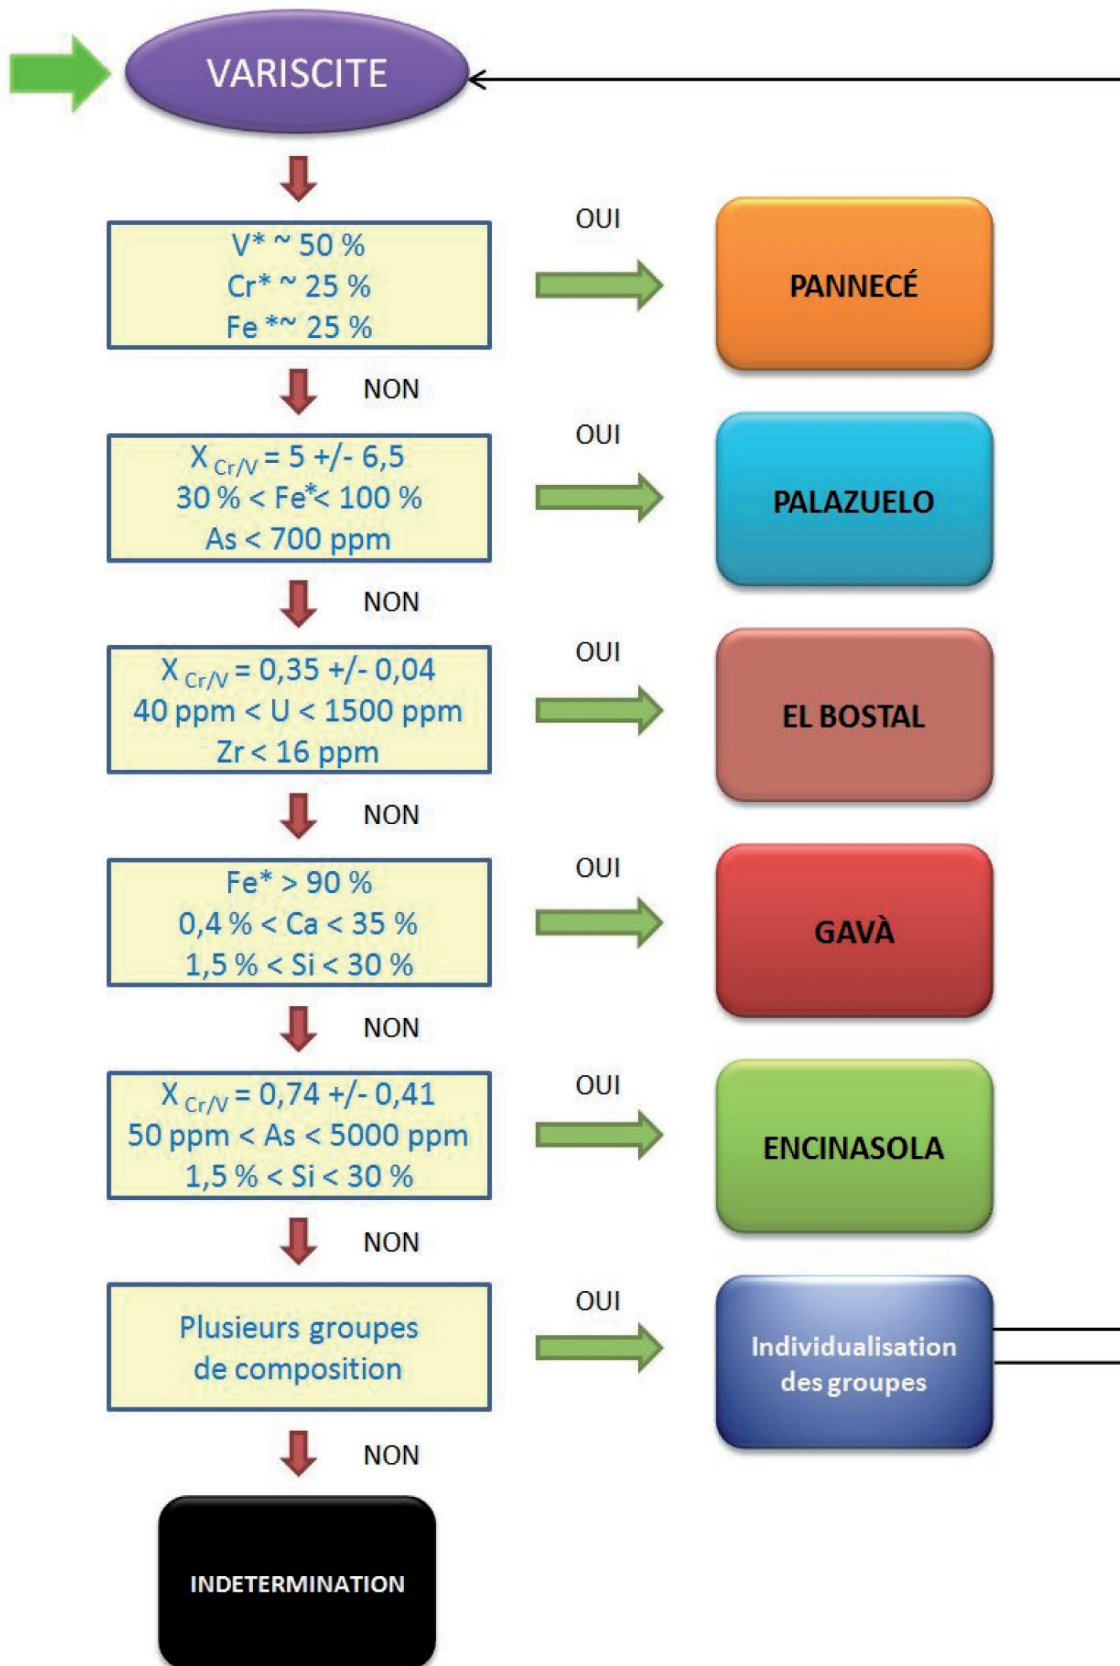 VARISCITE
V* ~ 50 %
Cr* ~ 25 %
Fe *~ 25 %
OUI
PANNECÉ
NON
X Cr/V = 5 +/- 6,5
30 % < Fe*< 100 %
As < 700 ppm
OUI
PALAZUELO
NON
X Cr/V = 0,35 +/- 0,04
40 ppm < U < 1500 ppm
Zr < 16 ppm
OUI
EL BOSTAL
NON
Fe* > 90 %
0,4 % < Ca < 35 %
1,5 % < Si < 30 %
OUI
GAVÀ
NON
X Cr/V = 0,74 +/- 0,41
50 ppm < As < 5000 ppm
1,5 % < Si < 30 %
OUI
ENCINASOLA
NON
Plusieurs groupes
de composition
OUI
Individualisation
des groupes
NON
INDETERMINATION